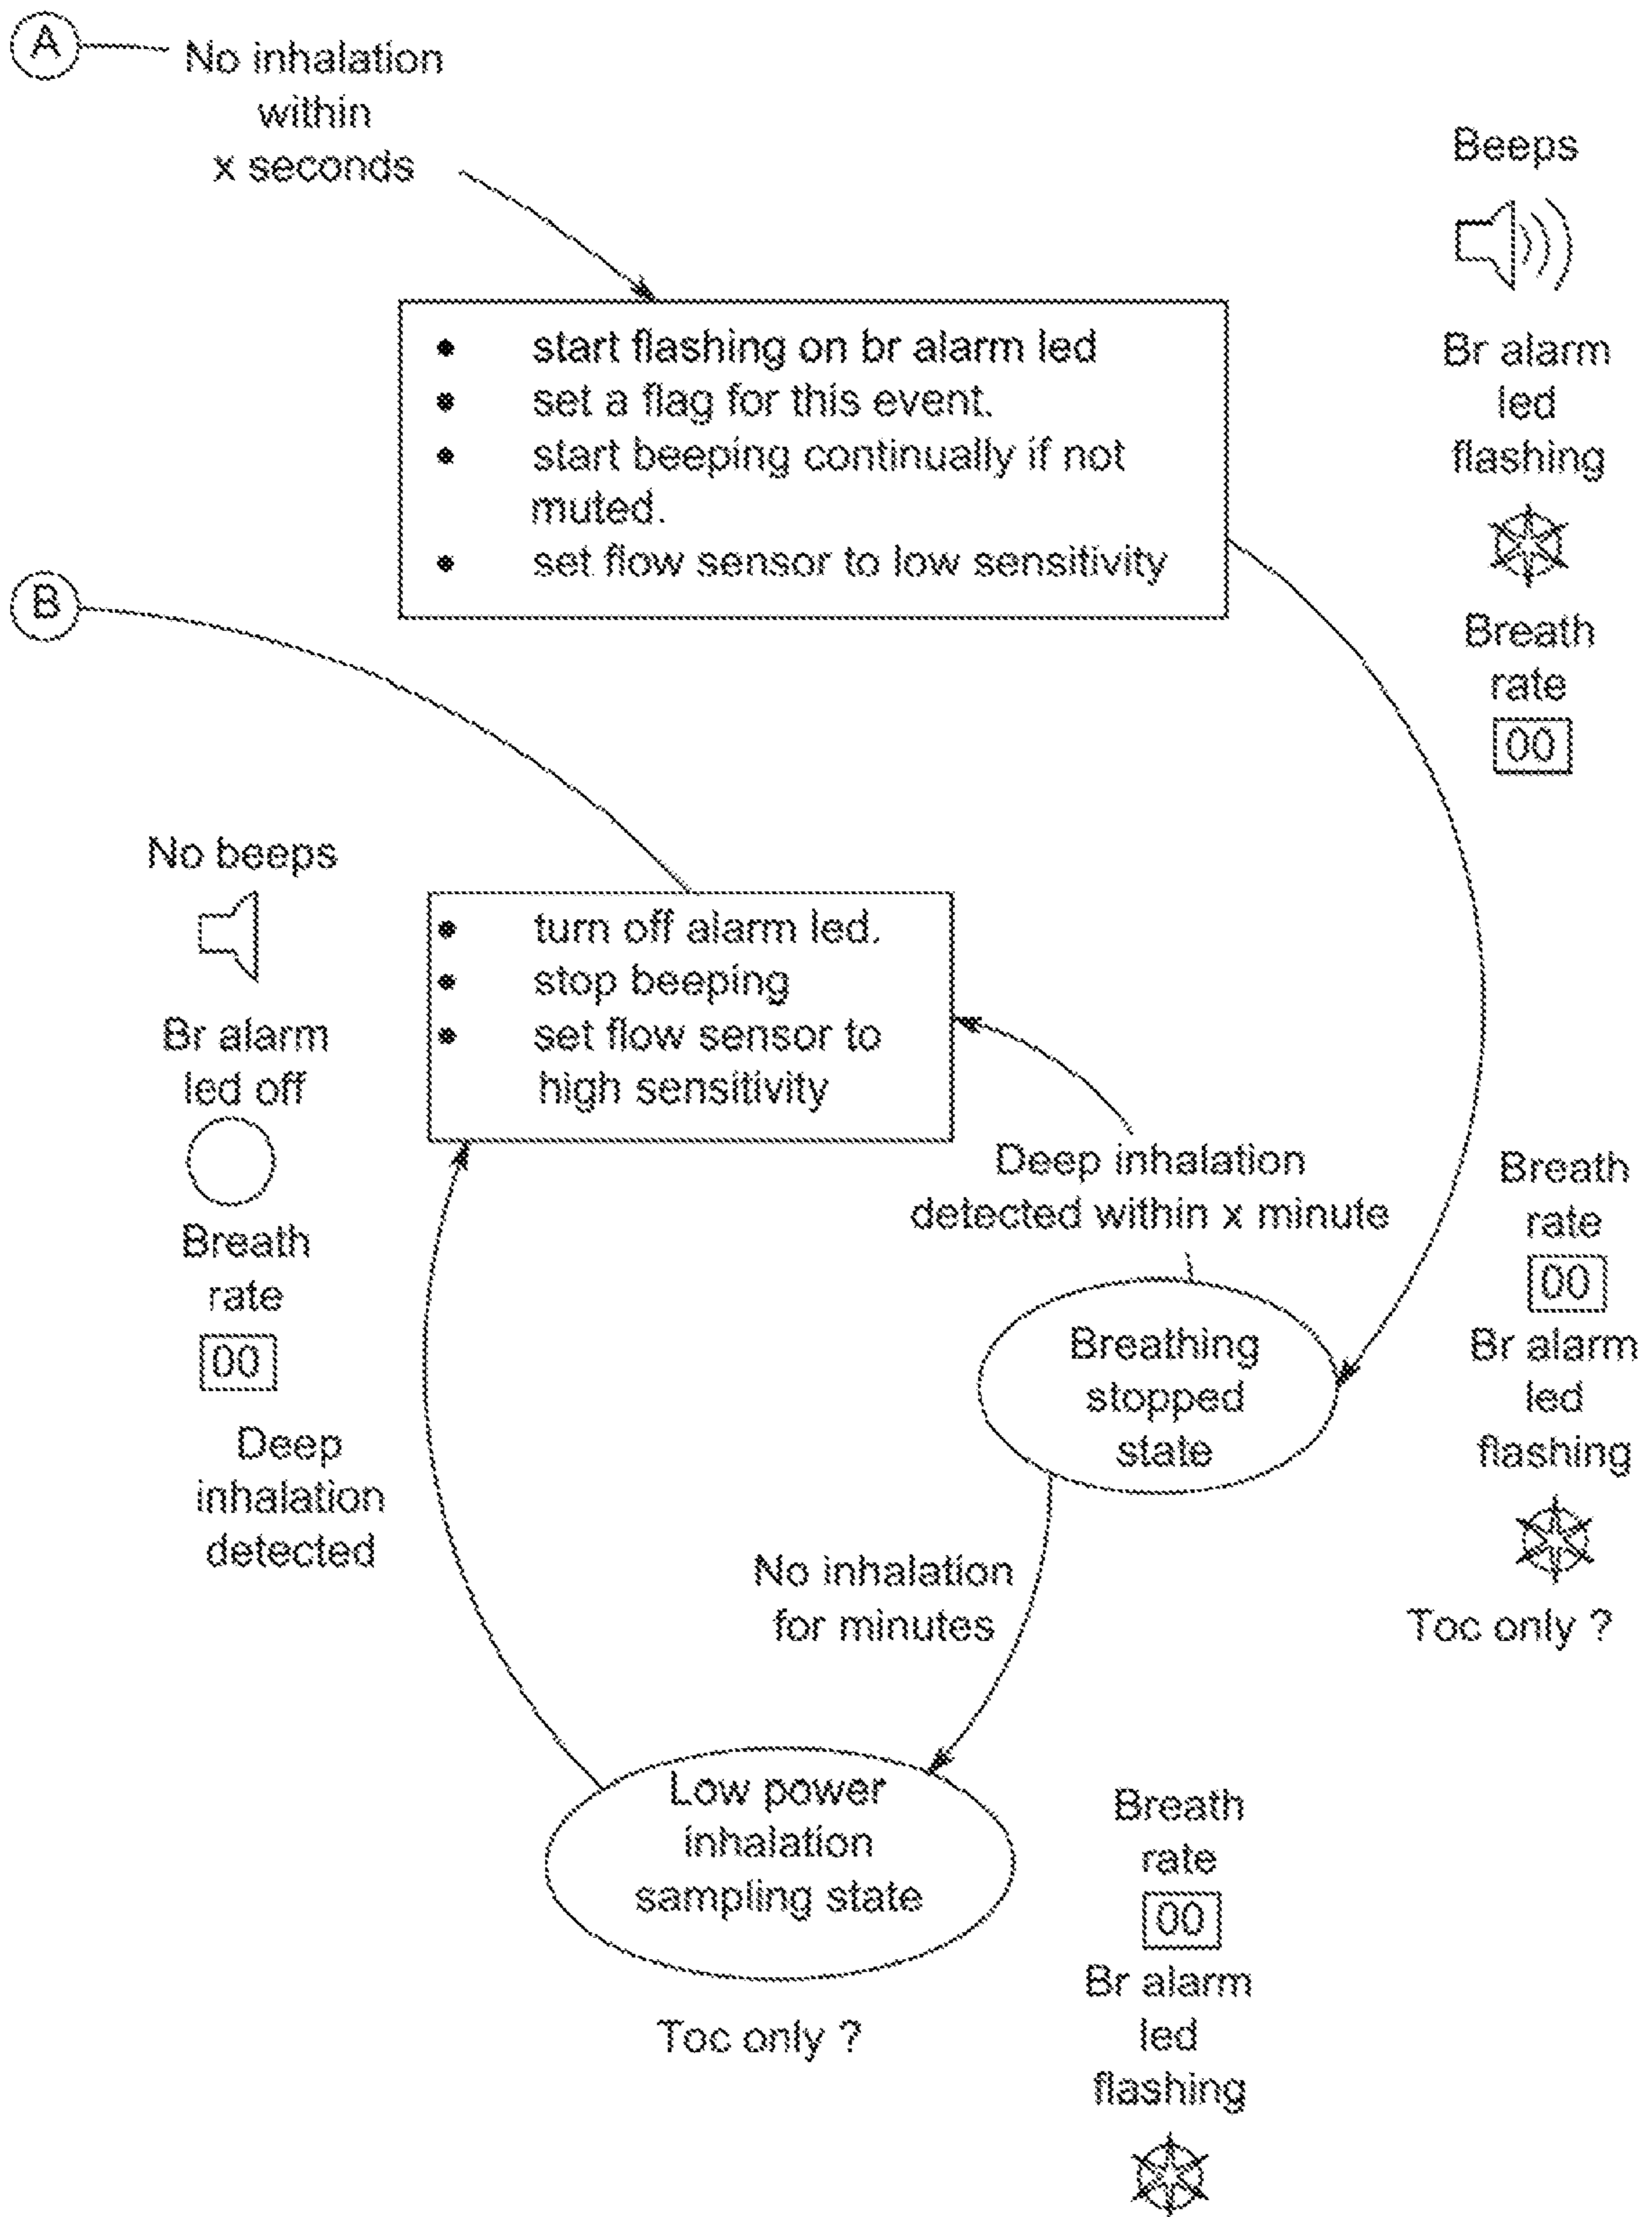 A
No inhalation
within
x seconds
Beeps
Br alarm
led
flashing
Breath
rate
00
• start flashing on br alarm led
• set a flag for this event.
• start beeping continually if not
muted.
• set flow sensor to low sensitivity
B
No beeps
Br alarm
led off
Breath
rate
00
• turn off alarm led.
• stop beeping
• set flow sensor to
high sensitivity
Deep inhalation
detected within x minute
Breathing
stopped
state
Breath
rate
00
Br alarm
led
flashing
Toc only ?
Deep
inhalation
detected
No inhalation
for minutes
Low power
inhalation
sampling state
Toc only ?
Breath
rate
00
Br alarm
led
flashing